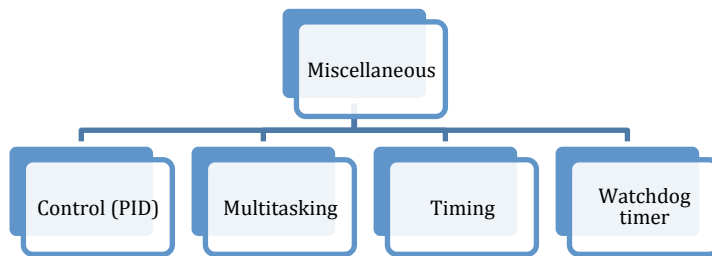 Miscellaneous
Control (PID)
Multitasking
Timing
Watchdog
timer